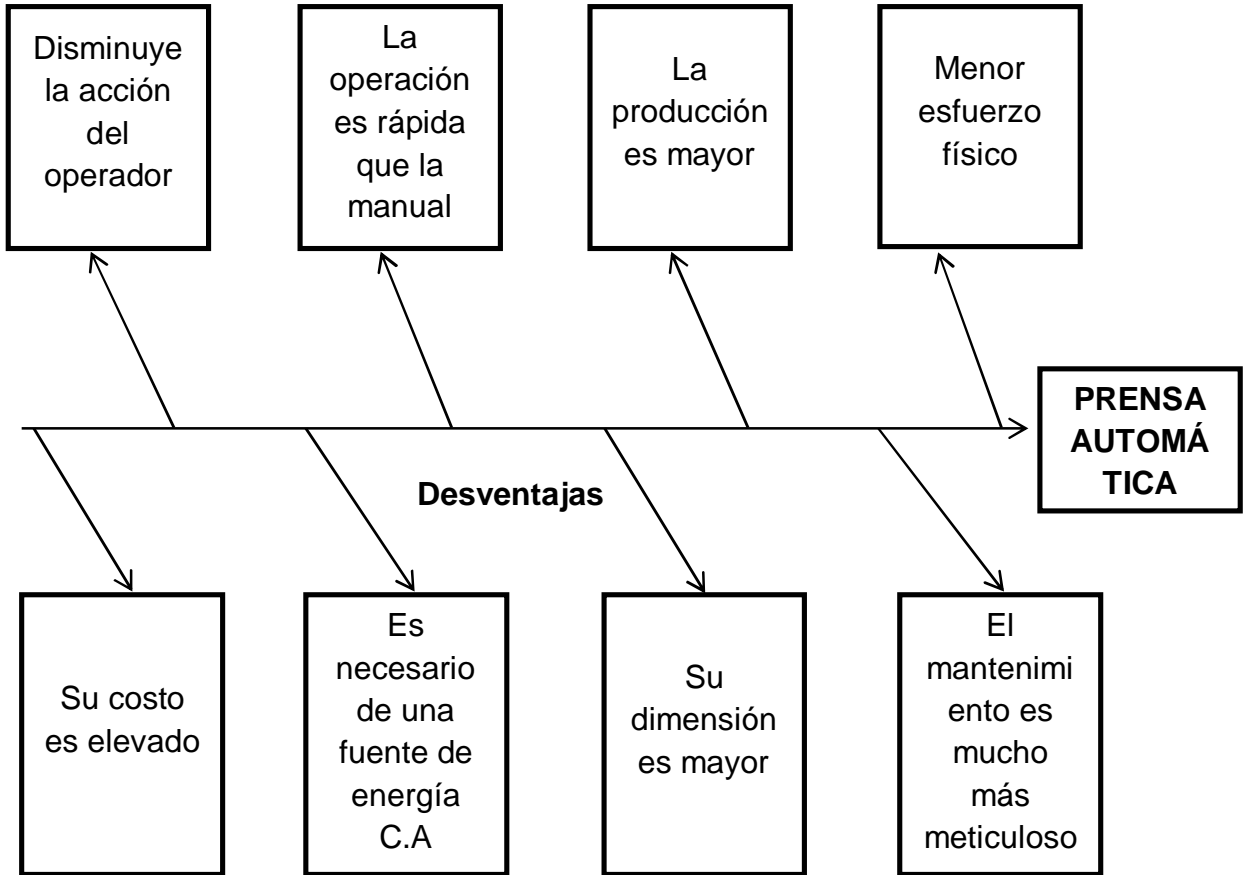 Disminuye
la acción
del
operador
La
operación
es rápida
que la
manual
La
producción
es mayor
Menor
esfuerzo
físico
PRENSA
AUTOMÁ
TICA
Desventajas
Su costo
es elevado
Es
necesario
de una
fuente de
energía
C.A
Su
dimensión
es mayor
El
mantenimi
ento es
mucho
más
meticuloso